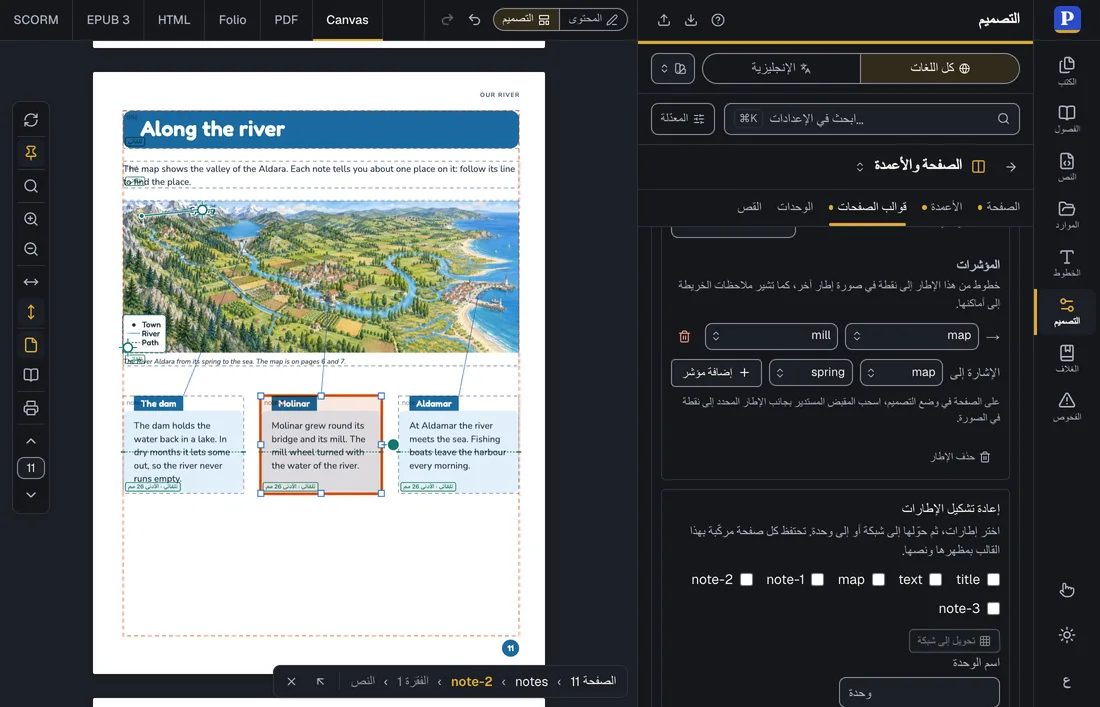 SCORM
EPUB 3
HTML
Folio
PDF
Canvas
التصميم
المحتوى
التصميم
كل اللغات
الإنجليزية
ابحث في الإعدادات...
⌘K
المعدّلة
الصفحة والأعمدة
الصفحة
الأعمدة
قوالب الصفحات
الوحدات
القص
المؤشرات
خطوط من هذا الإطار إلى نقطة في صورة إطار آخر، كما تشير ملاحظات الخريطة
إلى أماكنها.
→ map mill
الإشارة إلى map spring + إضافة مؤشر
على الصفحة في وضع التصميم، اسحب المقبض المستدير بجانب الإطار المحدد إلى نقطة
في الصورة.
حذف الإطار
إعادة تشكيل الإطارات
اختر إطارات، ثم حوّلها إلى شبكة أو إلى وحدة. تحتفظ كل صفحة مركّبة بهذا
القالب بمظهرها ونصها.
title
text
map
note-1
note-2
note-3
تحويل إلى شبكة
اسم الوحدة
وحدة
P
الكتب
الفصول
النص
الموارد
الخطوط
التصميم
الغلاف
الفحوص
ع
11
OUR RIVER
Along the river
The map shows the valley of the Aldara. Each note tells you about one place on it: follow its line
to find the place.
Town
River
Path
The River Aldara from its spring to the sea. The map is on pages 6 and 7.
The dam
The dam holds the
water back in a lake. In
dry months it lets some
out, so the river never
runs empty.
تلقائي · الأدنى 26 مم
Molinar
Molinar grew round its
bridge and its mill. The
mill wheel turned with
the water of the river.
تلقائي · الأدنى 26 مم
Aldamar
At Aldamar the river
meets the sea. Fishing
boats leave the harbour
every morning.
تلقائي · الأدنى 26 مم
11
الصفحة 11 › notes › note-2 › الفقرة 1 › النص